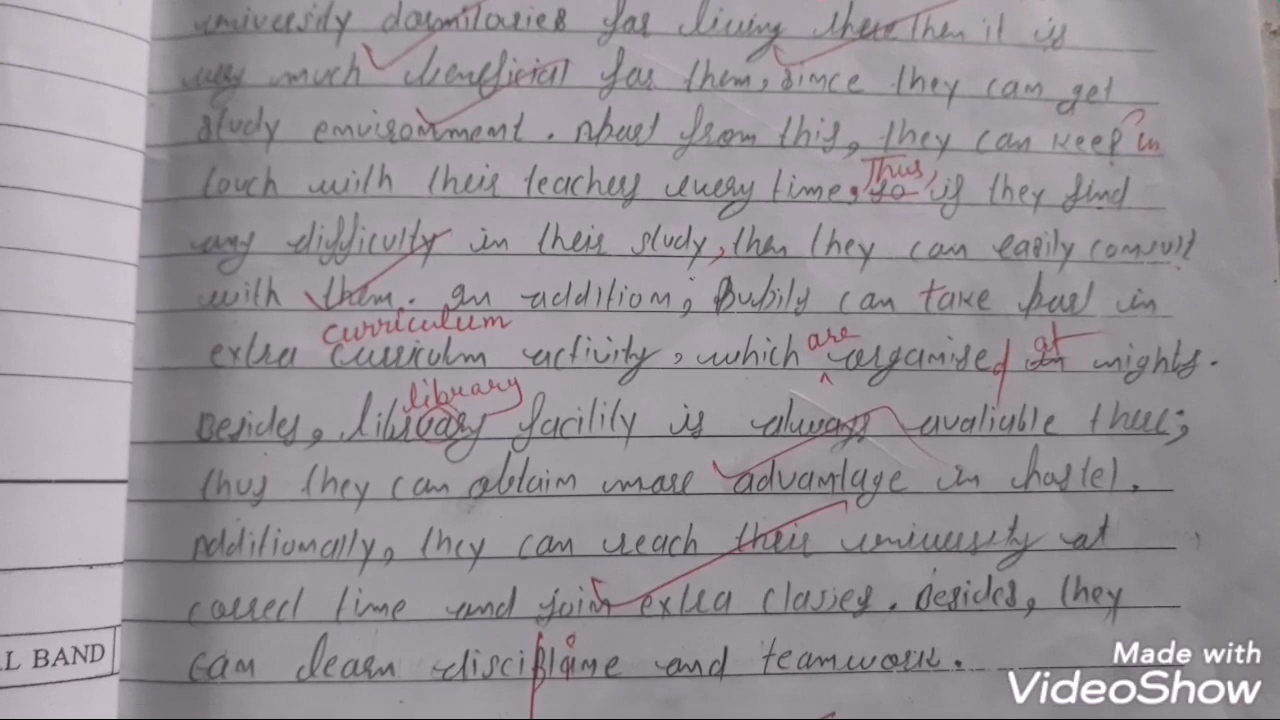 university dormitories for living there then it is
very much beneficial for them, since they can get
study environment. Apart from this, they can keep in
Thus,
touch with their teachers every time, so if they find
any difficulty in their study, then they can easily consult
with them. In addition, Pubily can take part in
curriculum
are
at
extra curriculm activity, which organised on nights.
library
Besides, libraray facility is always avaliable there;
thus they can obtain more advantage in hostel.
Additionally, they can reach their university at
correct time and join extra classes. Besides, they
L BAND
can learn discipline and teamwork.
Made with
VideoShow